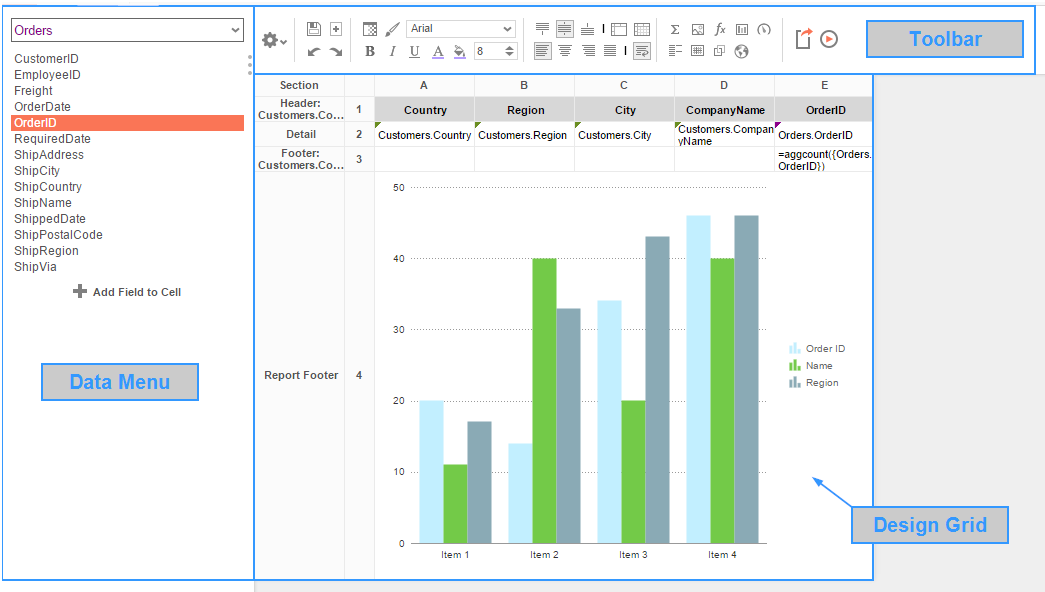 Orders
CustomerID
EmployeeID
Freight
OrderDate
OrderID
RequiredDate
ShipAddress
ShipCity
ShipCountry
ShipName
ShippedDate
ShipPostalCode
ShipRegion
ShipVia
Add Field to Cell
Data Menu
Arial
B I U A 8
Σ fx
Toolbar
Section A B C D E
Header:
Customers.Co... 1 Country Region City CompanyName OrderID
Detail 2 Customers.Country Customers.Region Customers.City Customers.Compan
yName Orders.OrderID
Footer:
Customers.Co... 3 =aggcount({Orders.
OrderID})
Report Footer 4
50
40
30
20
10
0
Item 1 Item 2 Item 3 Item 4
Order ID
Name
Region
Design Grid